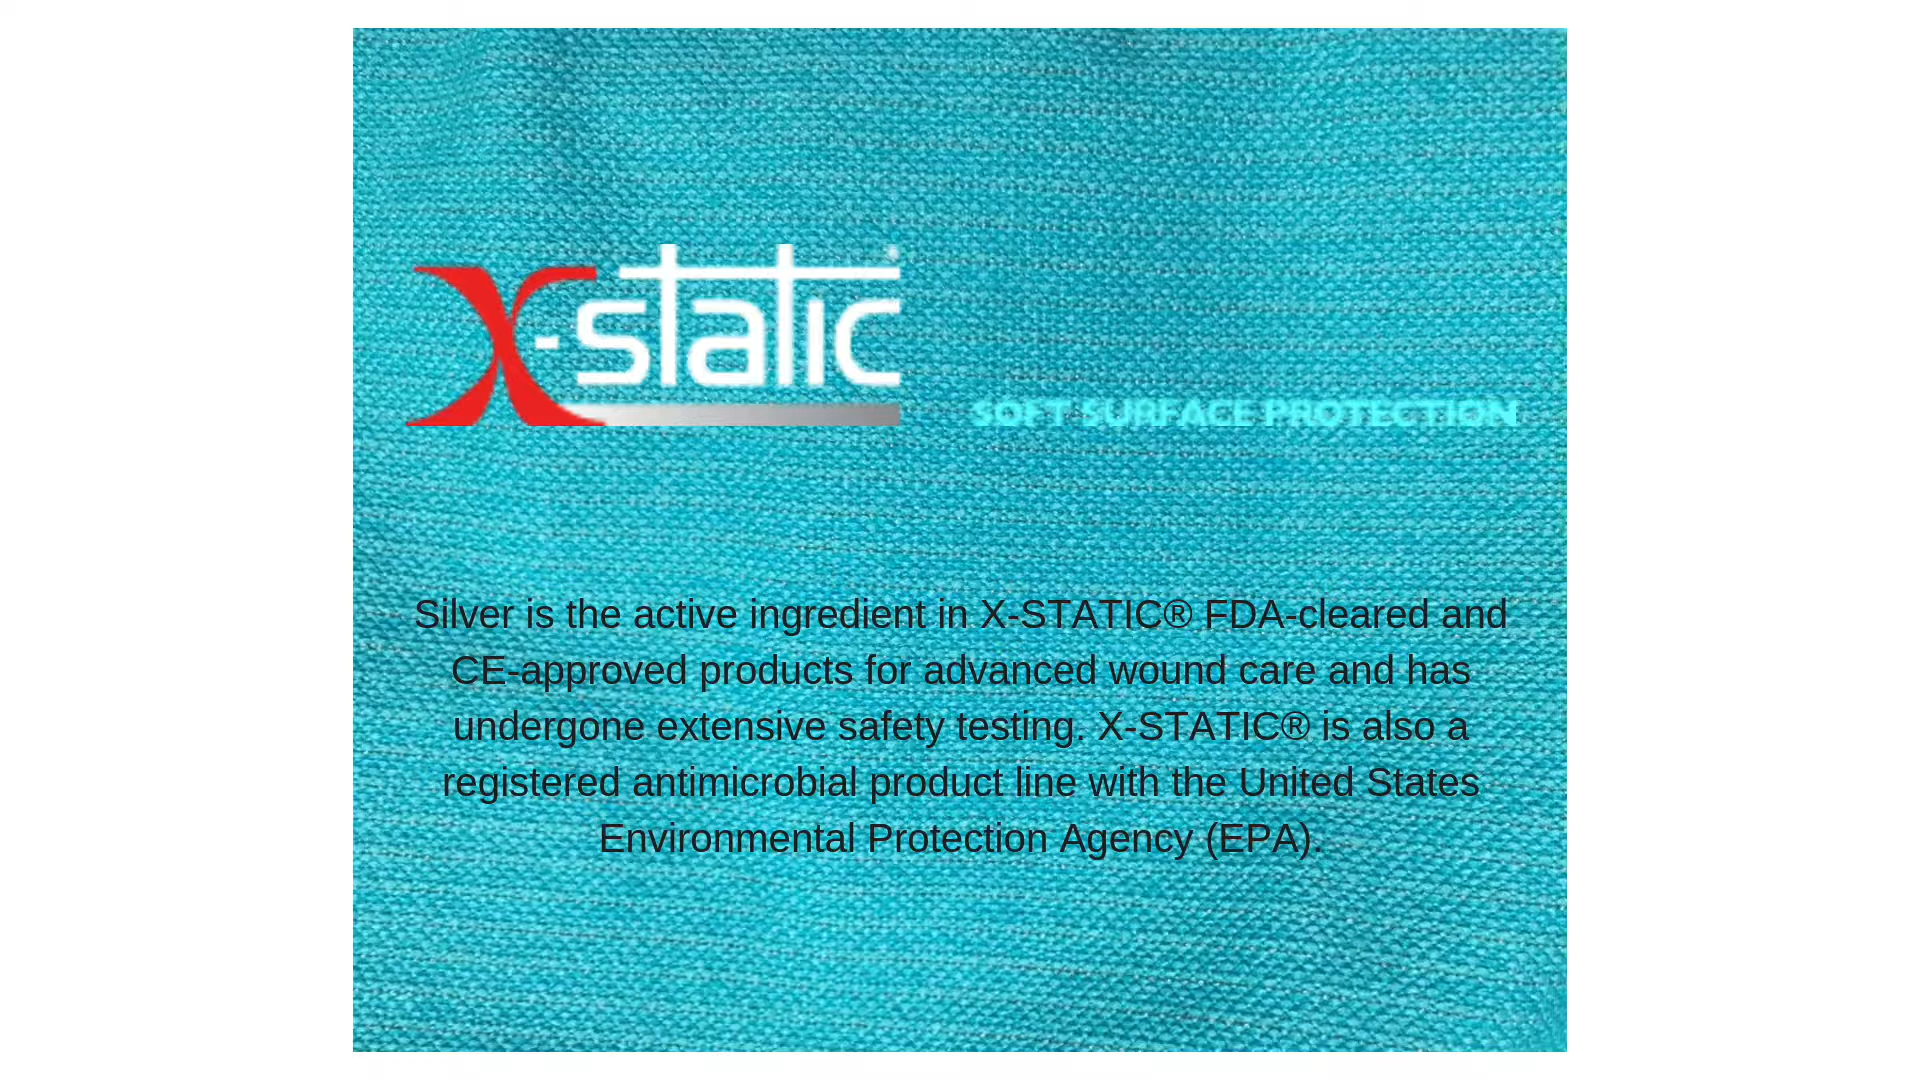 X-static
SOFT SURFACE PROTECTION
Silver is the active ingredient in X-STATIC® FDA-cleared and
CE-approved products for advanced wound care and has
undergone extensive safety testing. X-STATIC® is also a
registered antimicrobial product line with the United States
Environmental Protection Agency (EPA).